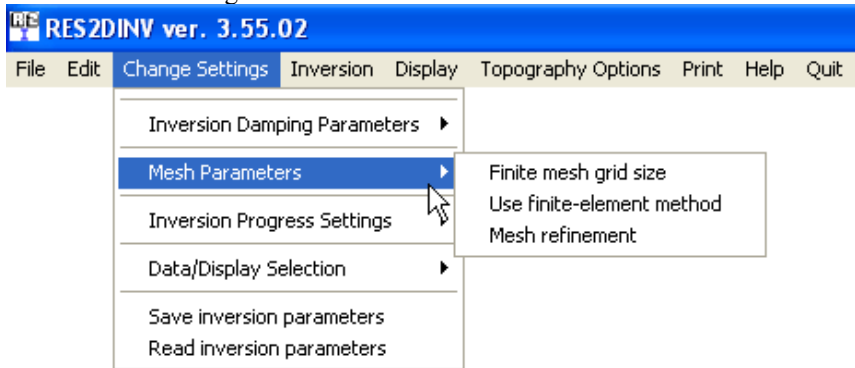 RES2DINV ver. 3.55.02
File Edit Change Settings Inversion Display Topography Options Print Help Quit
Inversion Damping Parameters
Mesh Parameters
Finite mesh grid size
Use finite-element method
Mesh refinement
Inversion Progress Settings
Data/Display Selection
Save inversion parameters
Read inversion parameters